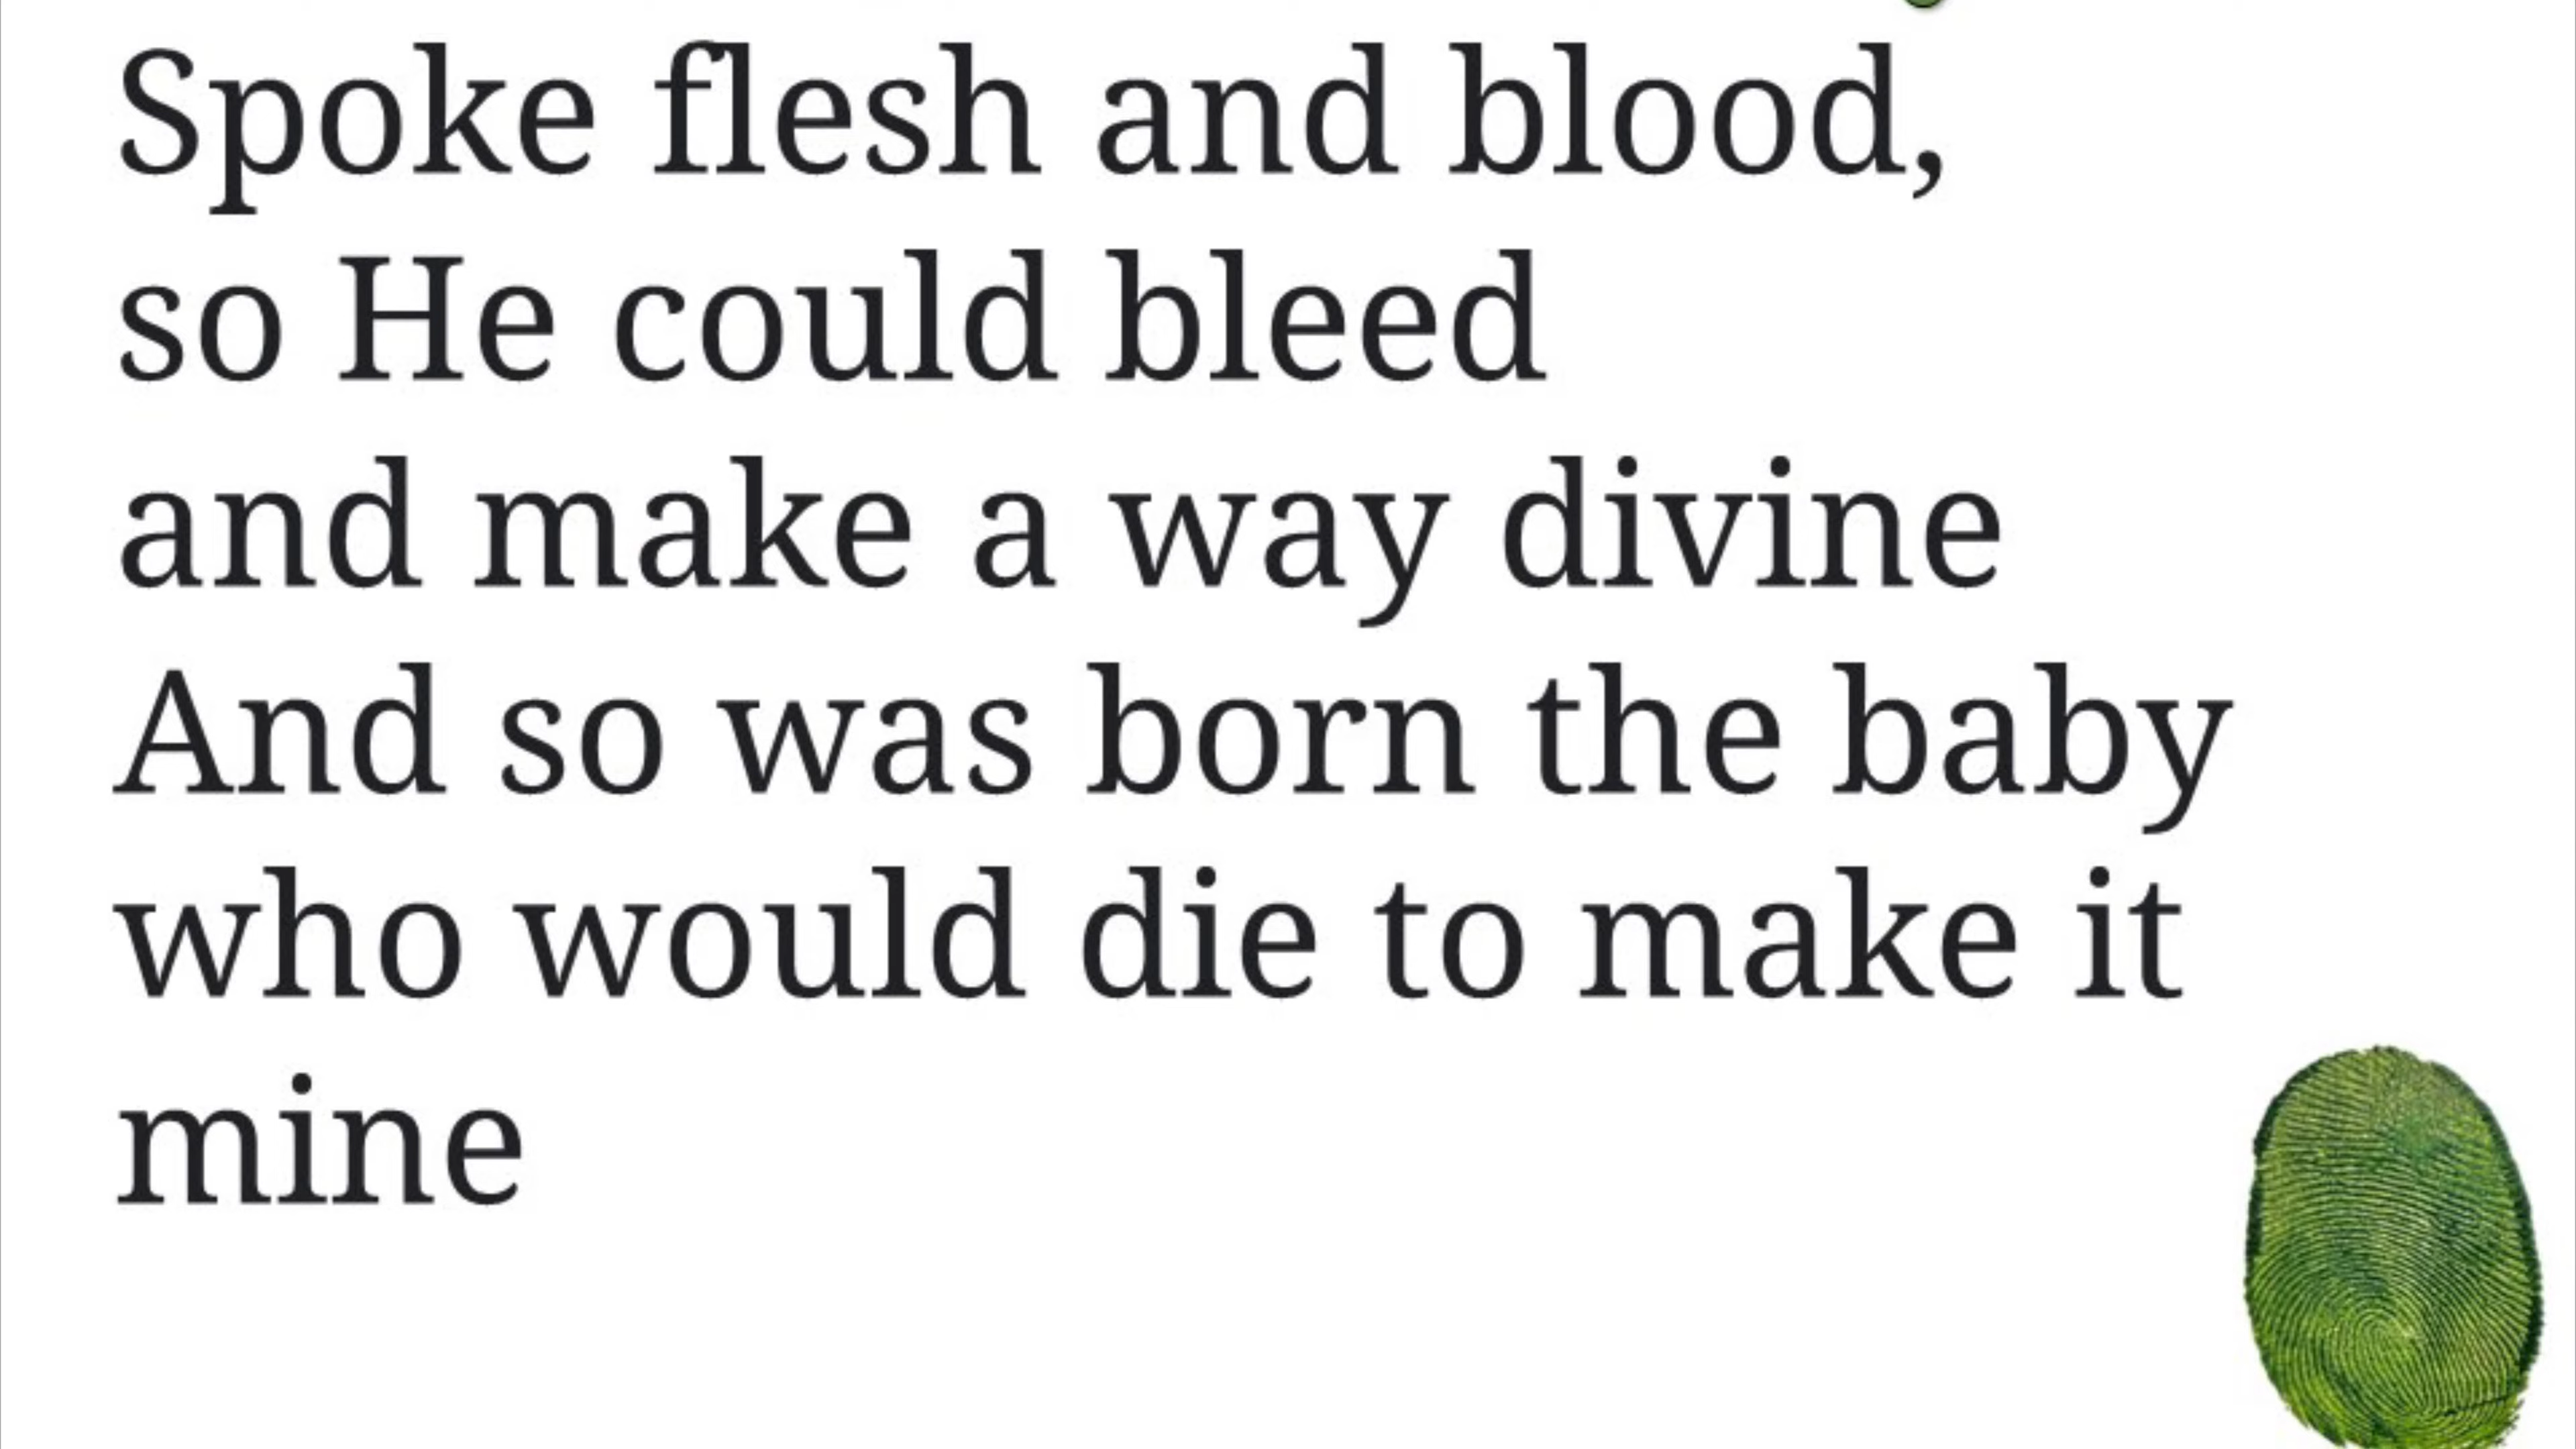 Spoke flesh and blood,
so He could bleed
and make a way divine
And so was born the baby
who would die to make it
mine